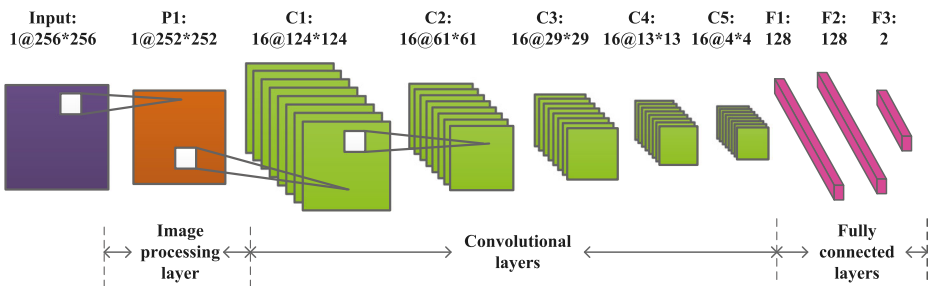 Input: P1: C1: C2: C3: C4: C5: F1: F2: F3:
1@256*256 1@252*252 16@124*124 16@61*61 16@29*29 16@13*13 16@4*4 128 128 2
Image
processing
layer
Convolutional
layers
Fully
connected
layers